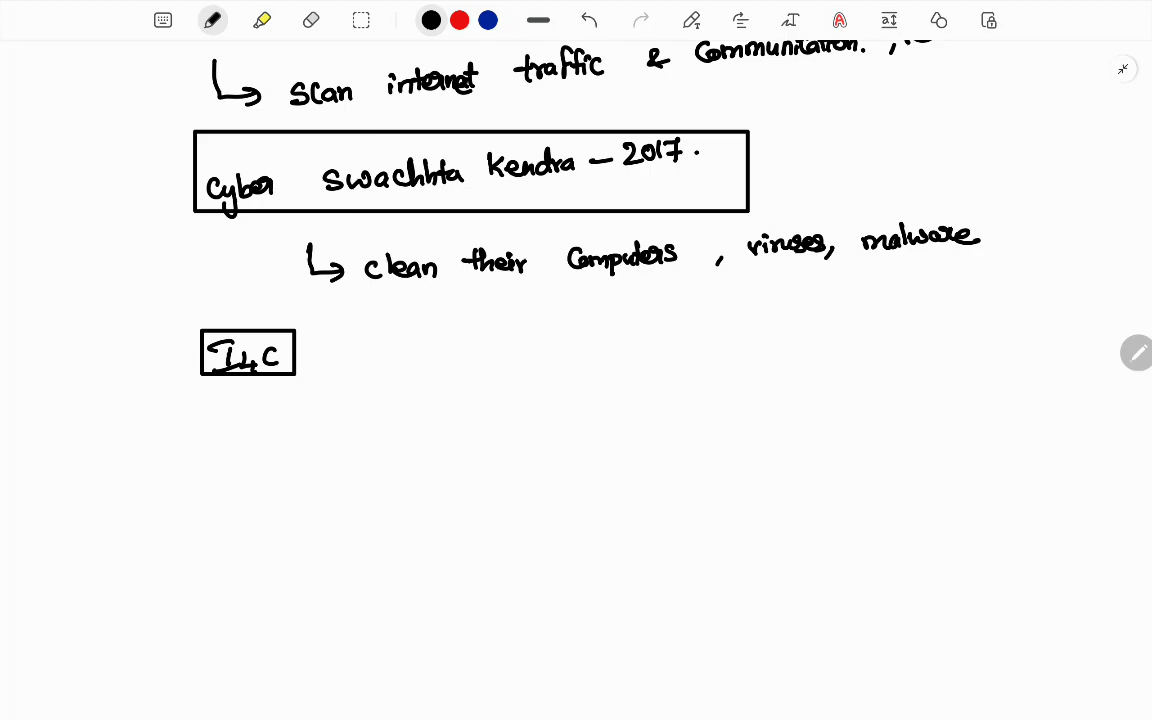 ↳ scan internet traffic & communication. ,
Cyber Swachhta Kendra – 2017.
↳ clean their computers , viruses, malware
I4C